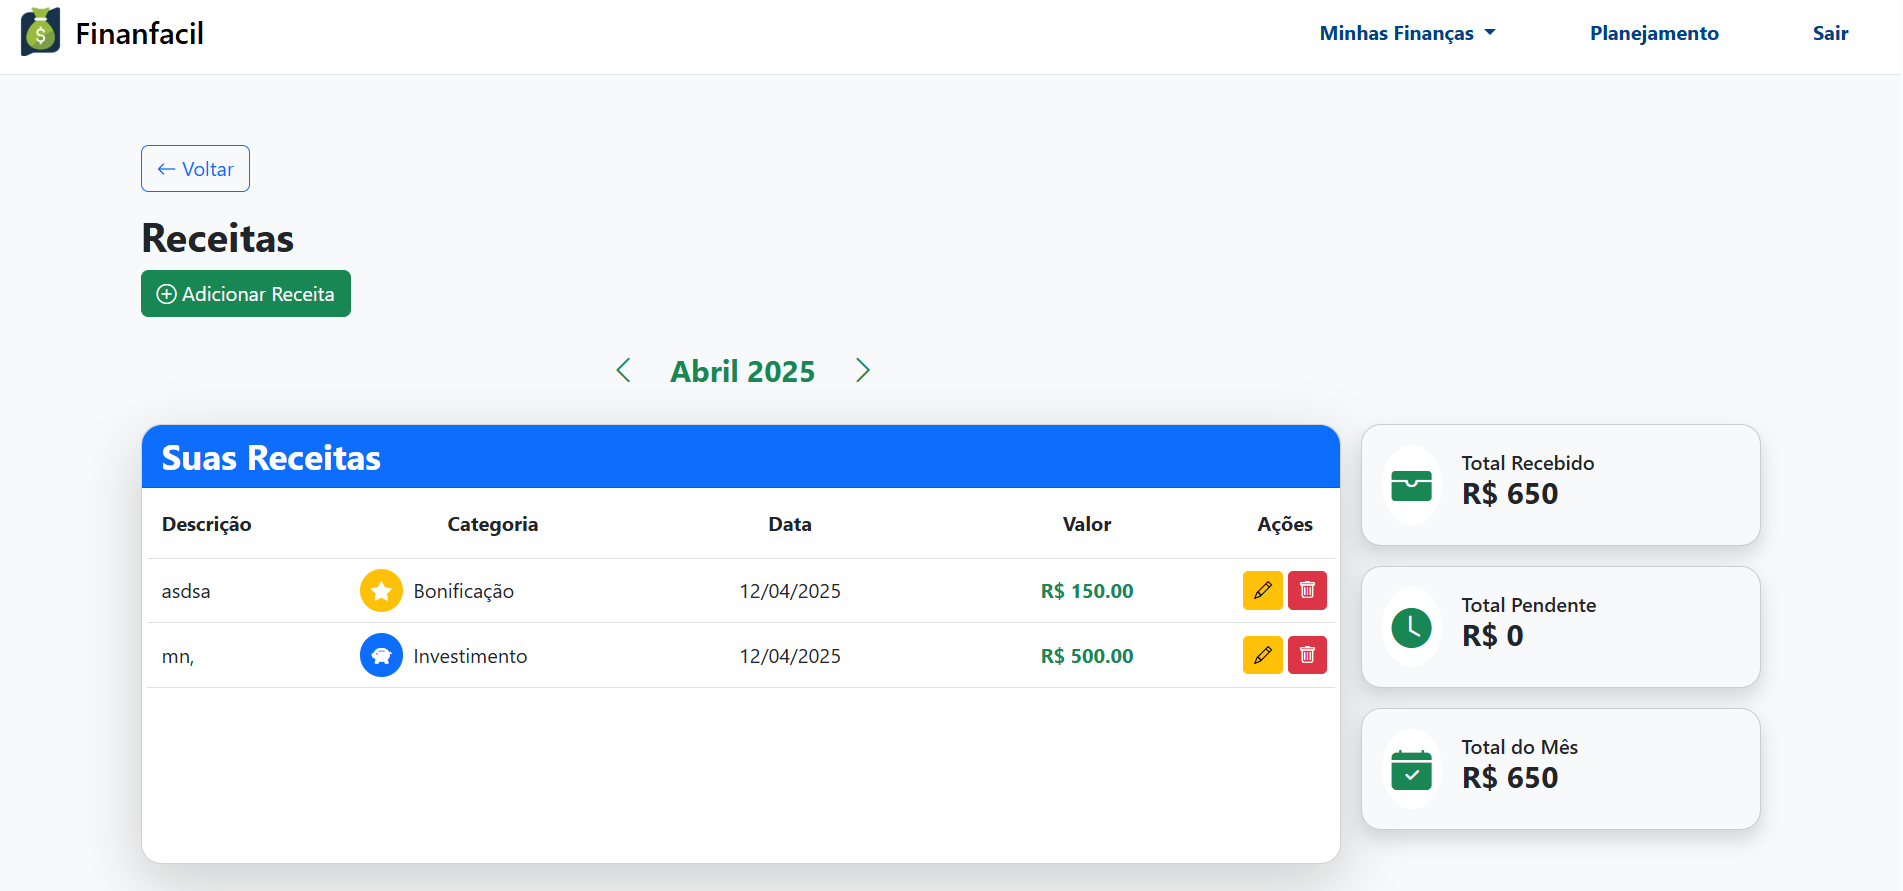 Finanfacil
Minhas Finanças
Planejamento
Sair
← Voltar
Receitas
Adicionar Receita
Abril 2025
Suas Receitas
Descrição Categoria Data Valor Ações
asdsa Bonificação 12/04/2025 R$ 150.00
mn, Investimento 12/04/2025 R$ 500.00
Total Recebido
R$ 650
Total Pendente
R$ 0
Total do Mês
R$ 650